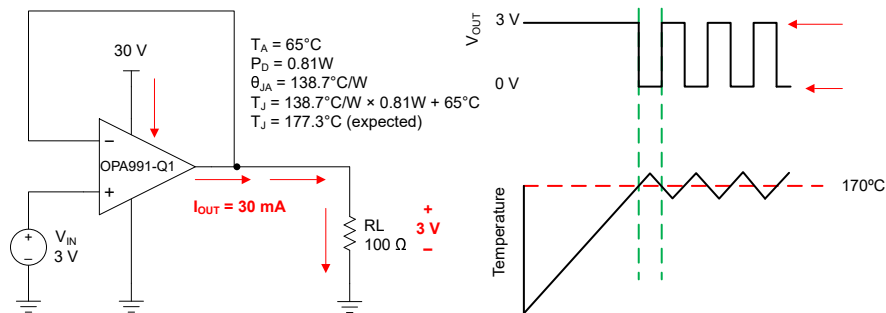 30 V
T_A = 65°C
P_D = 0.81W
θ_JA = 138.7°C/W
T_J = 138.7°C/W × 0.81W + 65°C
T_J = 177.3°C (expected)
−
+
OPA991-Q1
I_OUT = 30 mA
+
−
V_IN
3 V
RL
100 Ω
+
3 V
−
V_OUT
3 V
0 V
Temperature
170ºC